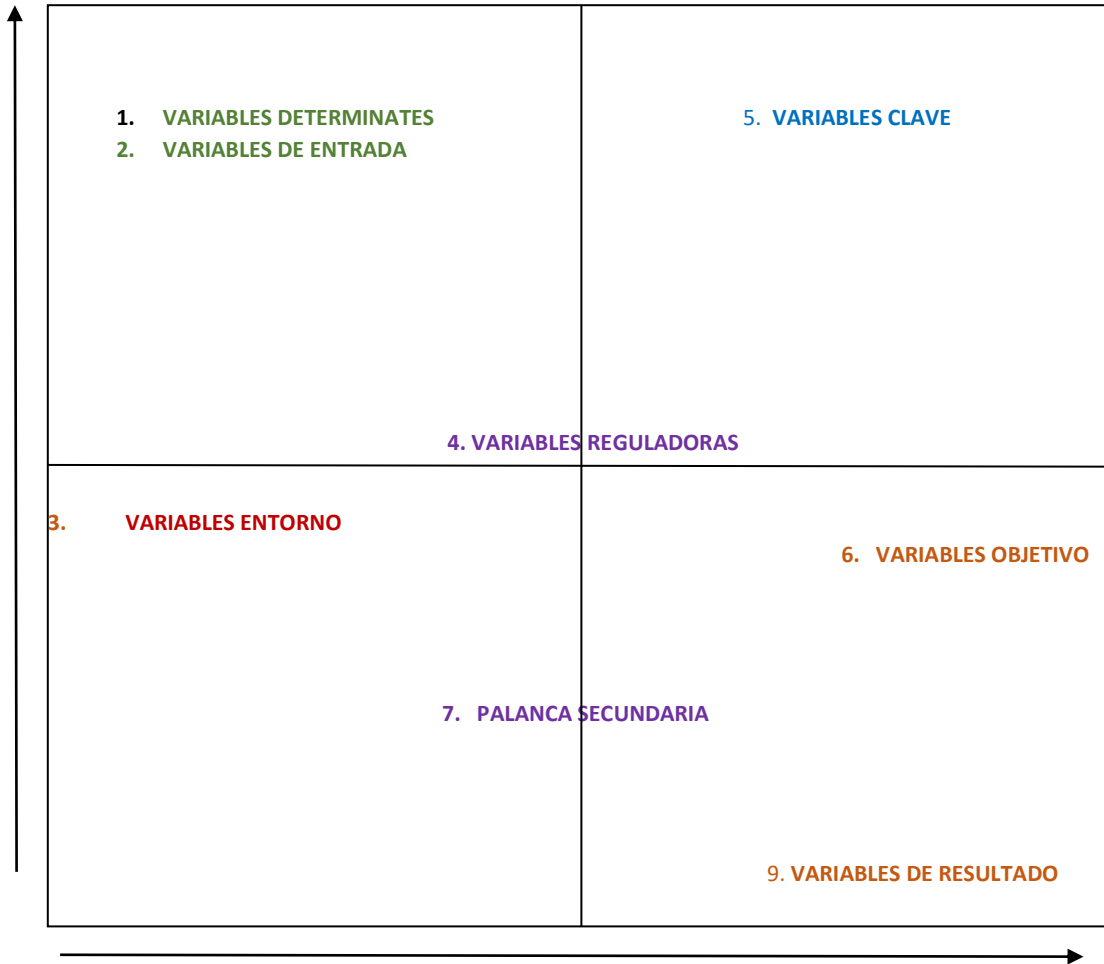 1. VARIABLES DETERMINATES
2. VARIABLES DE ENTRADA
5. VARIABLES CLAVE
4. VARIABLES REGULADORAS
3. VARIABLES ENTORNO
6. VARIABLES OBJETIVO
7. PALANCA SECUNDARIA
9. VARIABLES DE RESULTADO